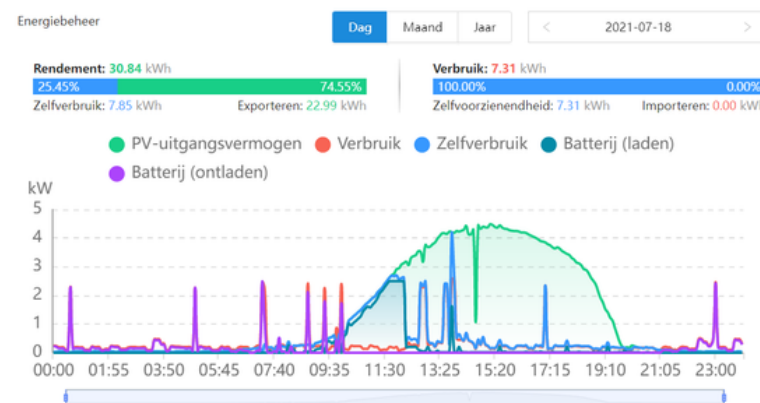 Energiebeheer
Dag Maand Jaar < 2021-07-18 >
Rendement: 30.84 kWh
25.45% 74.55%
Zelfverbruik: 7.85 kWh Exporteren: 22.99 kWh
Verbruik: 7.31 kWh
100.00% 0.00%
Zelfvoorzienendheid: 7.31 kWh Importeren: 0.00 kWh
PV-uitgangsvermogen Verbruik Zelfverbruik Batterij (laden)
Batterij (ontladen)
kW
5
4
3
2
1
0
00:00 01:55 03:50 05:45 07:40 09:35 11:30 13:25 15:20 17:15 19:10 21:05 23:00